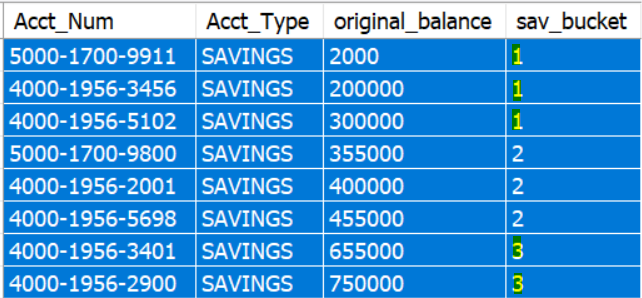 Acct_Num Acct_Type original_balance sav_bucket
5000-1700-9911 SAVINGS 2000 1
4000-1956-3456 SAVINGS 200000 1
4000-1956-5102 SAVINGS 300000 1
5000-1700-9800 SAVINGS 355000 2
4000-1956-2001 SAVINGS 400000 2
4000-1956-5698 SAVINGS 455000 2
4000-1956-3401 SAVINGS 655000 3
4000-1956-2900 SAVINGS 750000 3